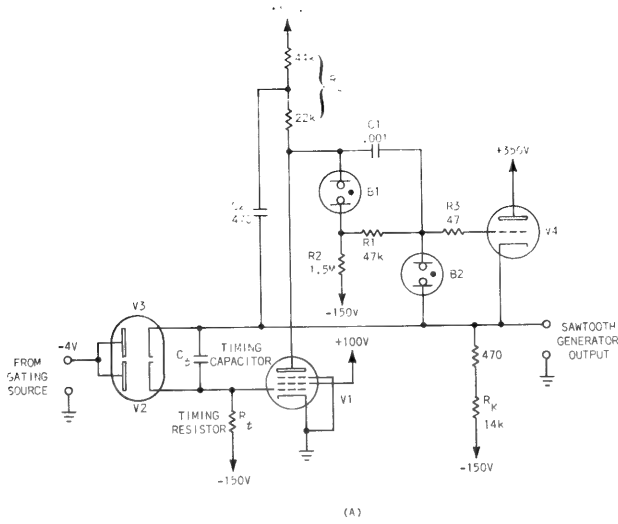 22k
C1
.001
B1
+350V
R3
47
V4
R1
47k
R2
1.5M
B2
-150V
V3
-4V
+100V
SAWTOOTH
GENERATOR
OUTPUT
FROM
GATING
SOURCE
TIMING
CAPACITOR
470
V2
V1
TIMING
RESISTOR
R
t
R
K
14k
-150V
-150V
(A)